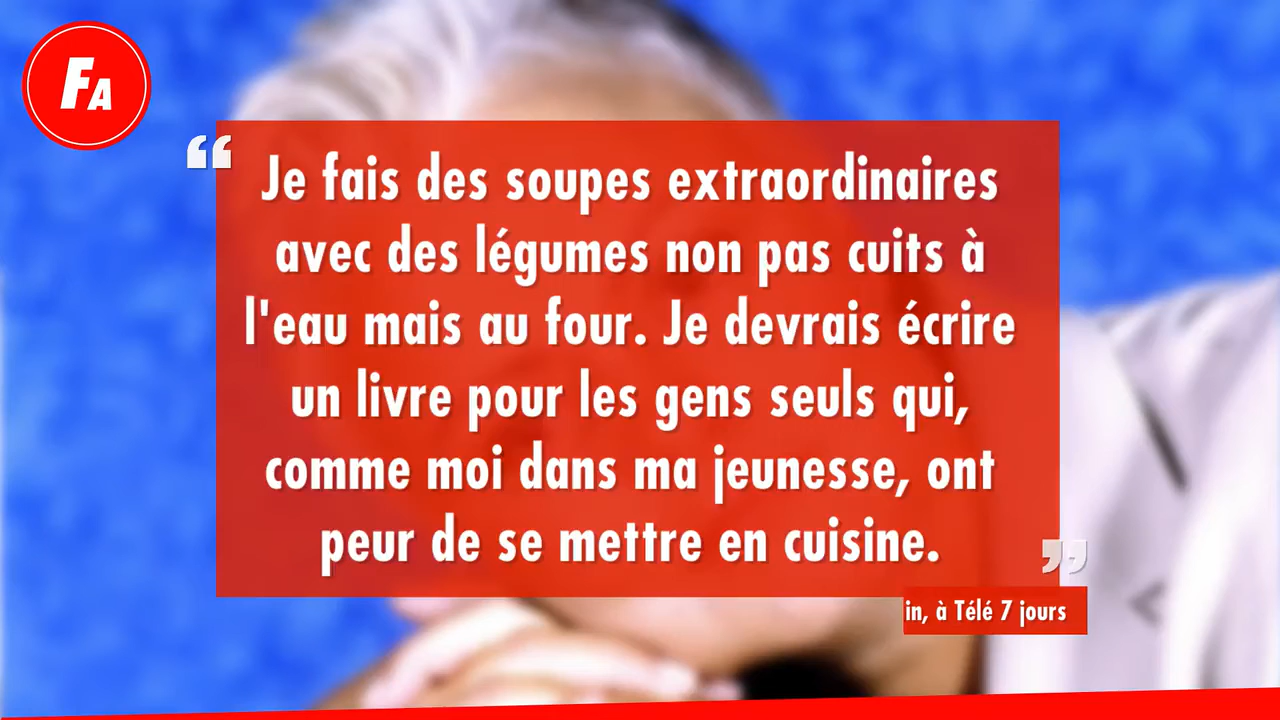 FA
“
Je fais des soupes extraordinaires
avec des légumes non pas cuits à
l'eau mais au four. Je devrais écrire
un livre pour les gens seuls qui,
comme moi dans ma jeunesse, ont
peur de se mettre en cuisine.
”
in, à Télé 7 jours